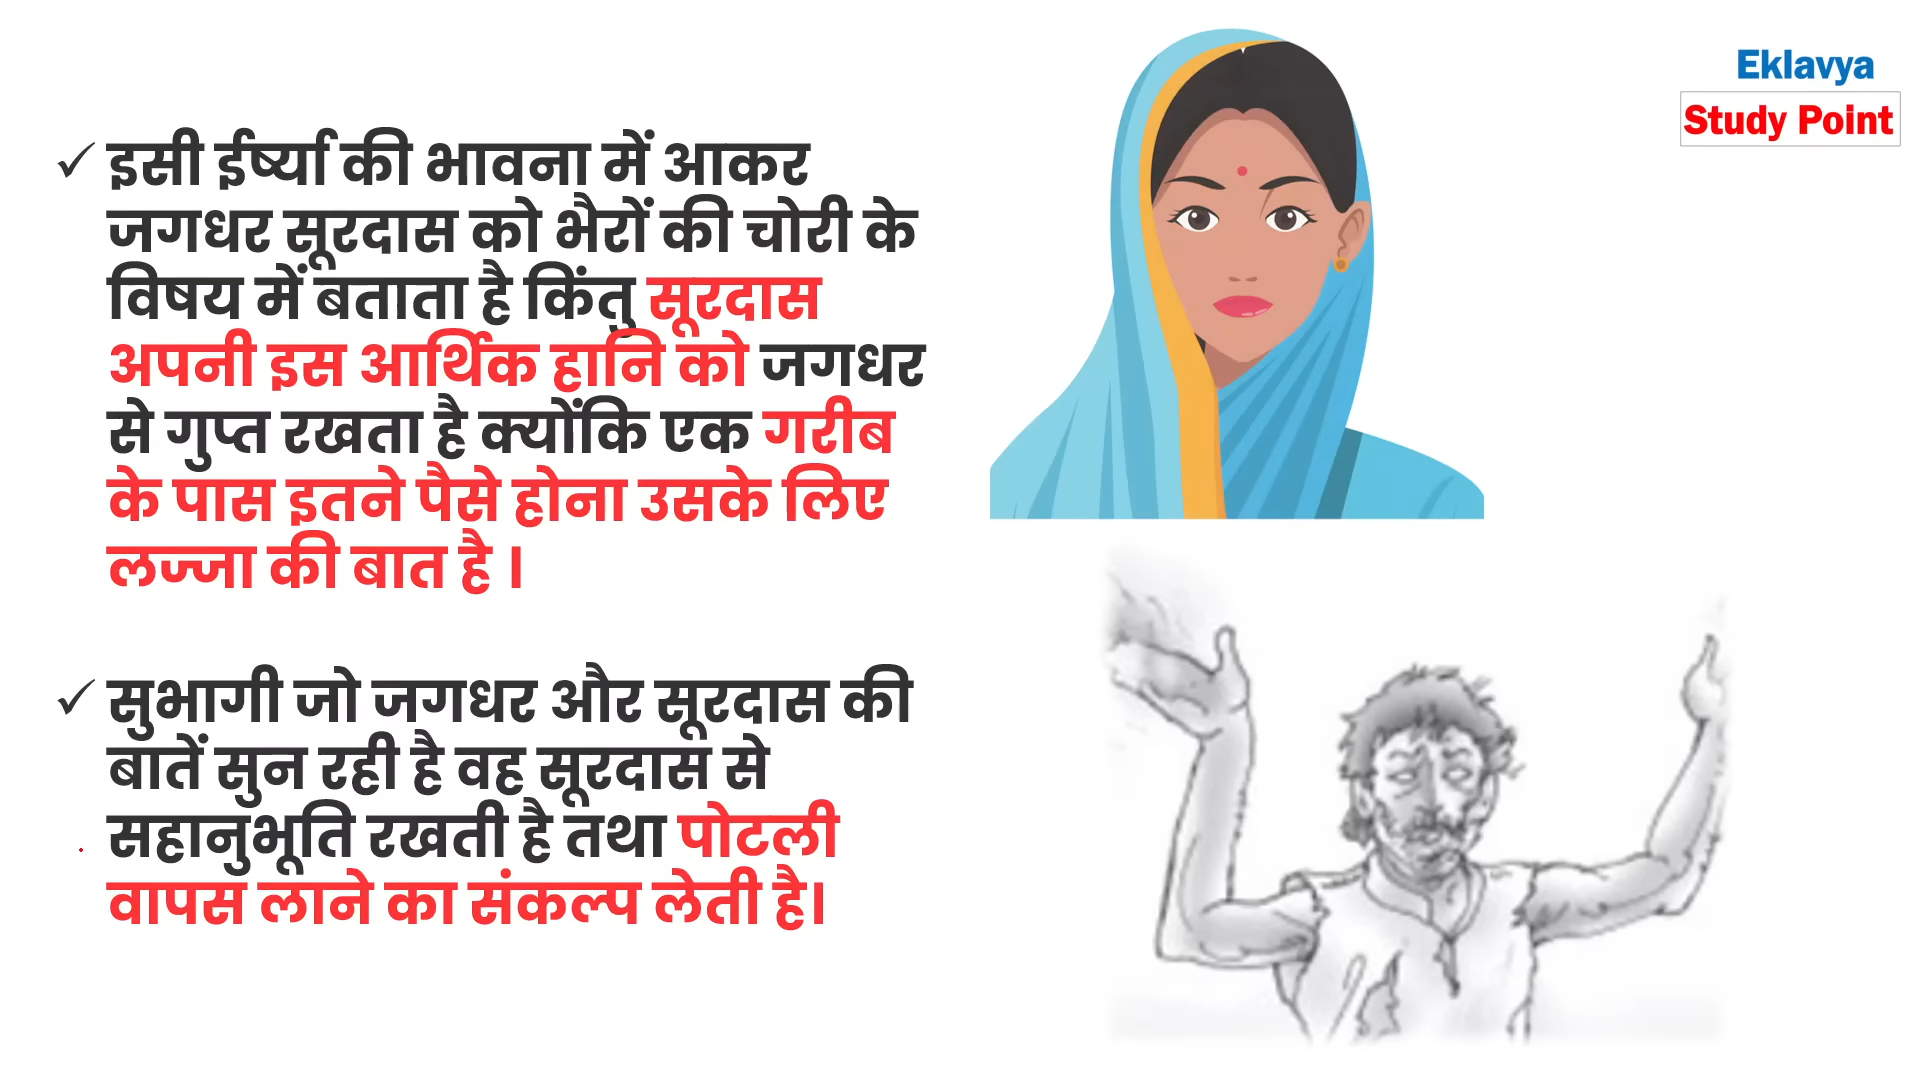 Eklavya
Study Point
✓ इसी ईर्ष्या की भावना में आकर
जगधर सूरदास को भैरों की चोरी के
विषय में बताता है किंतु सूरदास
अपनी इस आर्थिक हानि को जगधर
से गुप्त रखता है क्योंकि एक गरीब
के पास इतने पैसे होना उसके लिए
लज्जा की बात है ।
✓ सुभागी जो जगधर और सूरदास की
बातें सुन रही है वह सूरदास से
सहानुभूति रखती है तथा पोटली
वापस लाने का संकल्प लेती है।